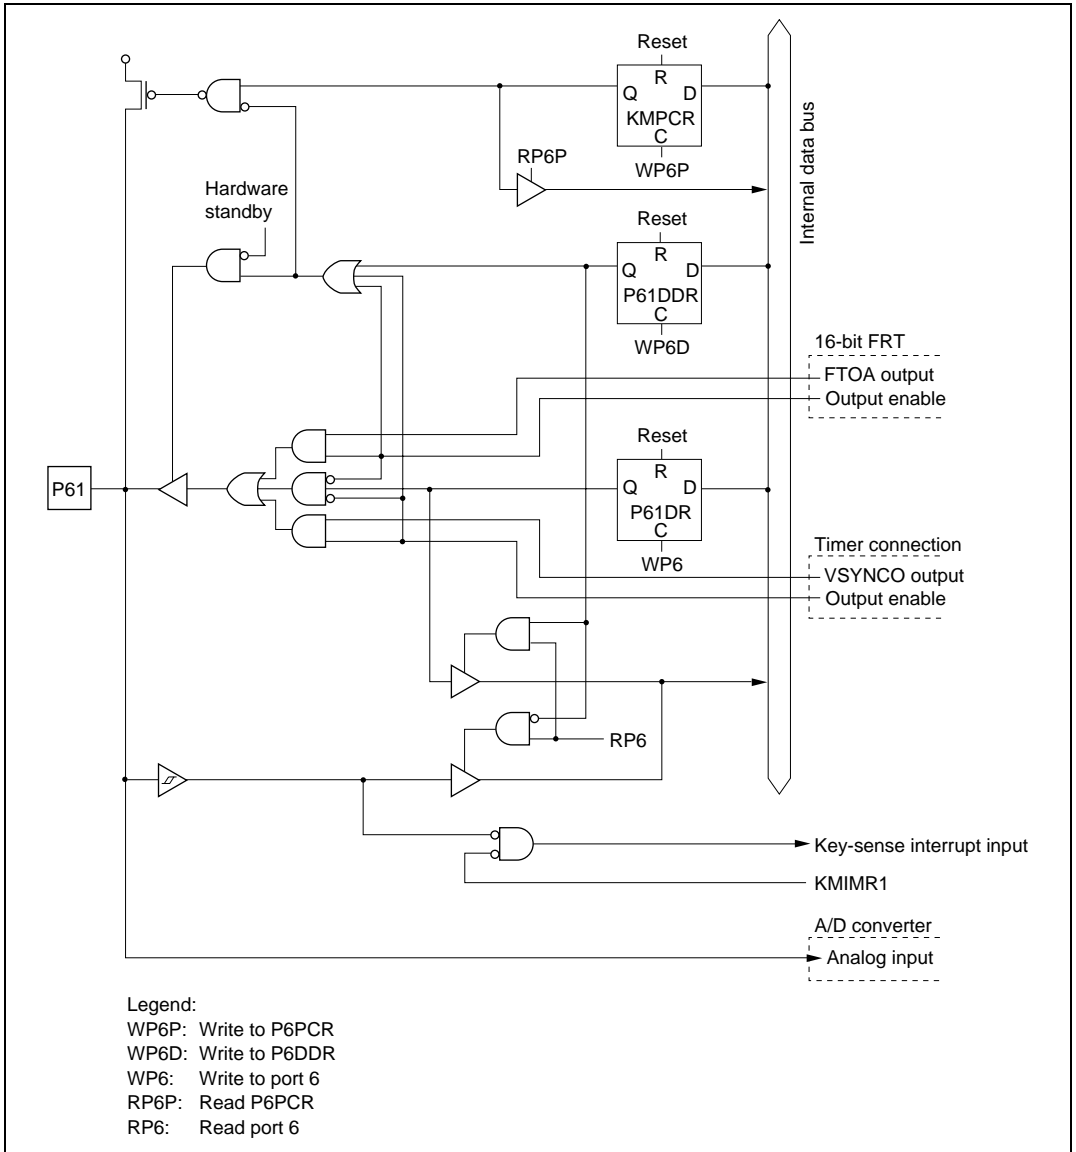 Reset
R
Q D
KMPCR
C
WP6P
RP6P
Hardware
standby
Internal data bus
Reset
R
Q D
P61DDR
C
WP6D
16-bit FRT
FTOA output
Output enable
Reset
R
Q D
P61DR
C
WP6
P61
Timer connection
VSYNCO output
Output enable
RP6
Key-sense interrupt input
KMIMR1
A/D converter
Analog input
Legend:
WP6P: Write to P6PCR
WP6D: Write to P6DDR
WP6: Write to port 6
RP6P: Read P6PCR
RP6: Read port 6